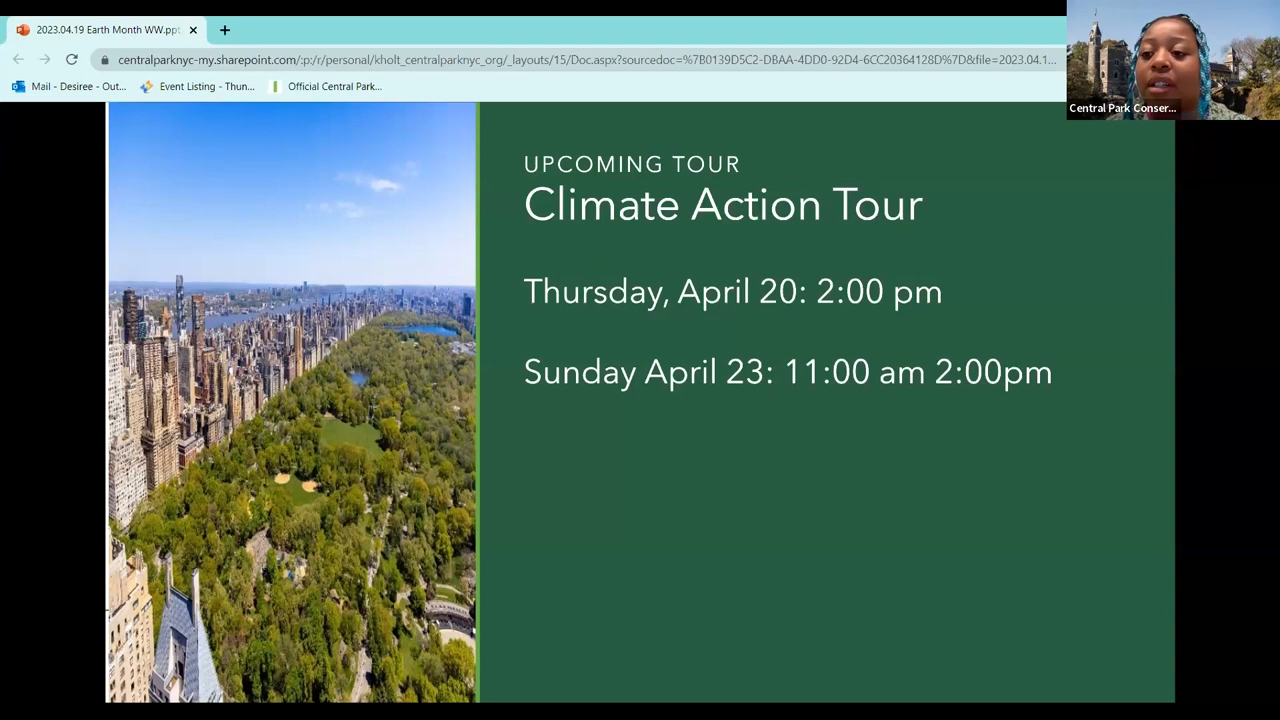 2023.04.19 Earth Month WW.ppt
centralparknyc-my.sharepoint.com/:p:/r/personal/kholt_centralparknyc_org/_layouts/15/Doc.aspx?sourcedoc=%7B0139D5C2-DBAA-4DD0-92D4-6CC20364128D%7D&file=2023.04.1...
Mail - Desiree - Out...
Event Listing - Thun...
Official Central Park...
Central Park Conser...
UPCOMING TOUR
Climate Action Tour
Thursday, April 20: 2:00 pm
Sunday April 23: 11:00 am 2:00pm